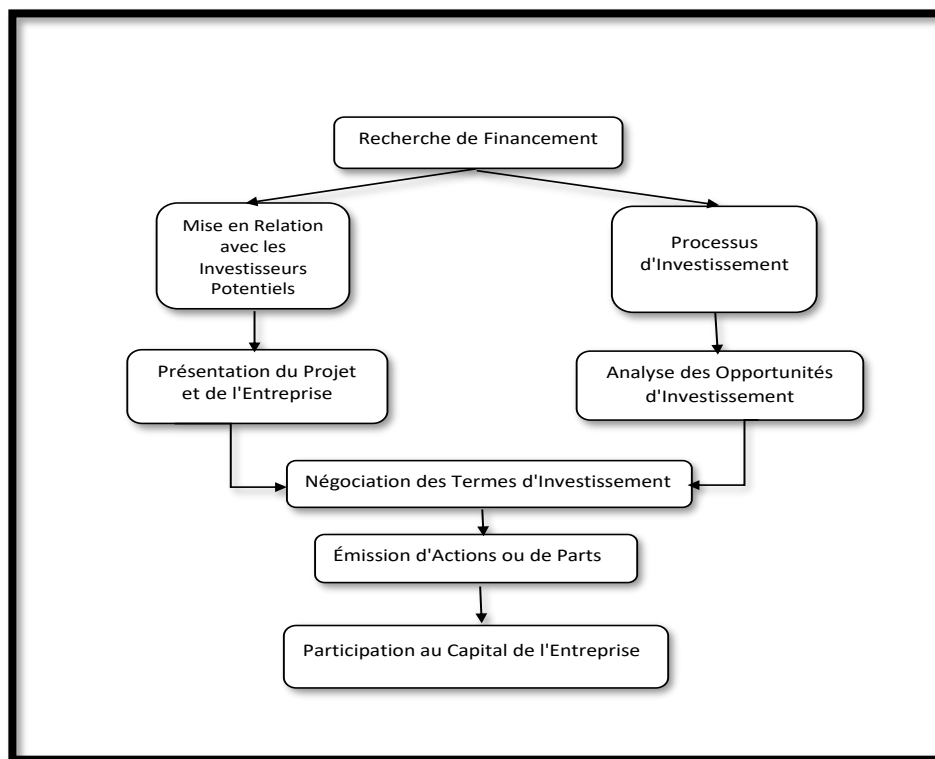 Recherche de Financement
Mise en Relation
avec les
Investisseurs
Potentiels
Processus
d'Investissement
Présentation du Projet
et de l'Entreprise
Analyse des Opportunités
d'Investissement
Négociation des Termes d'Investissement
Émission d'Actions ou de Parts
Participation au Capital de l'Entreprise